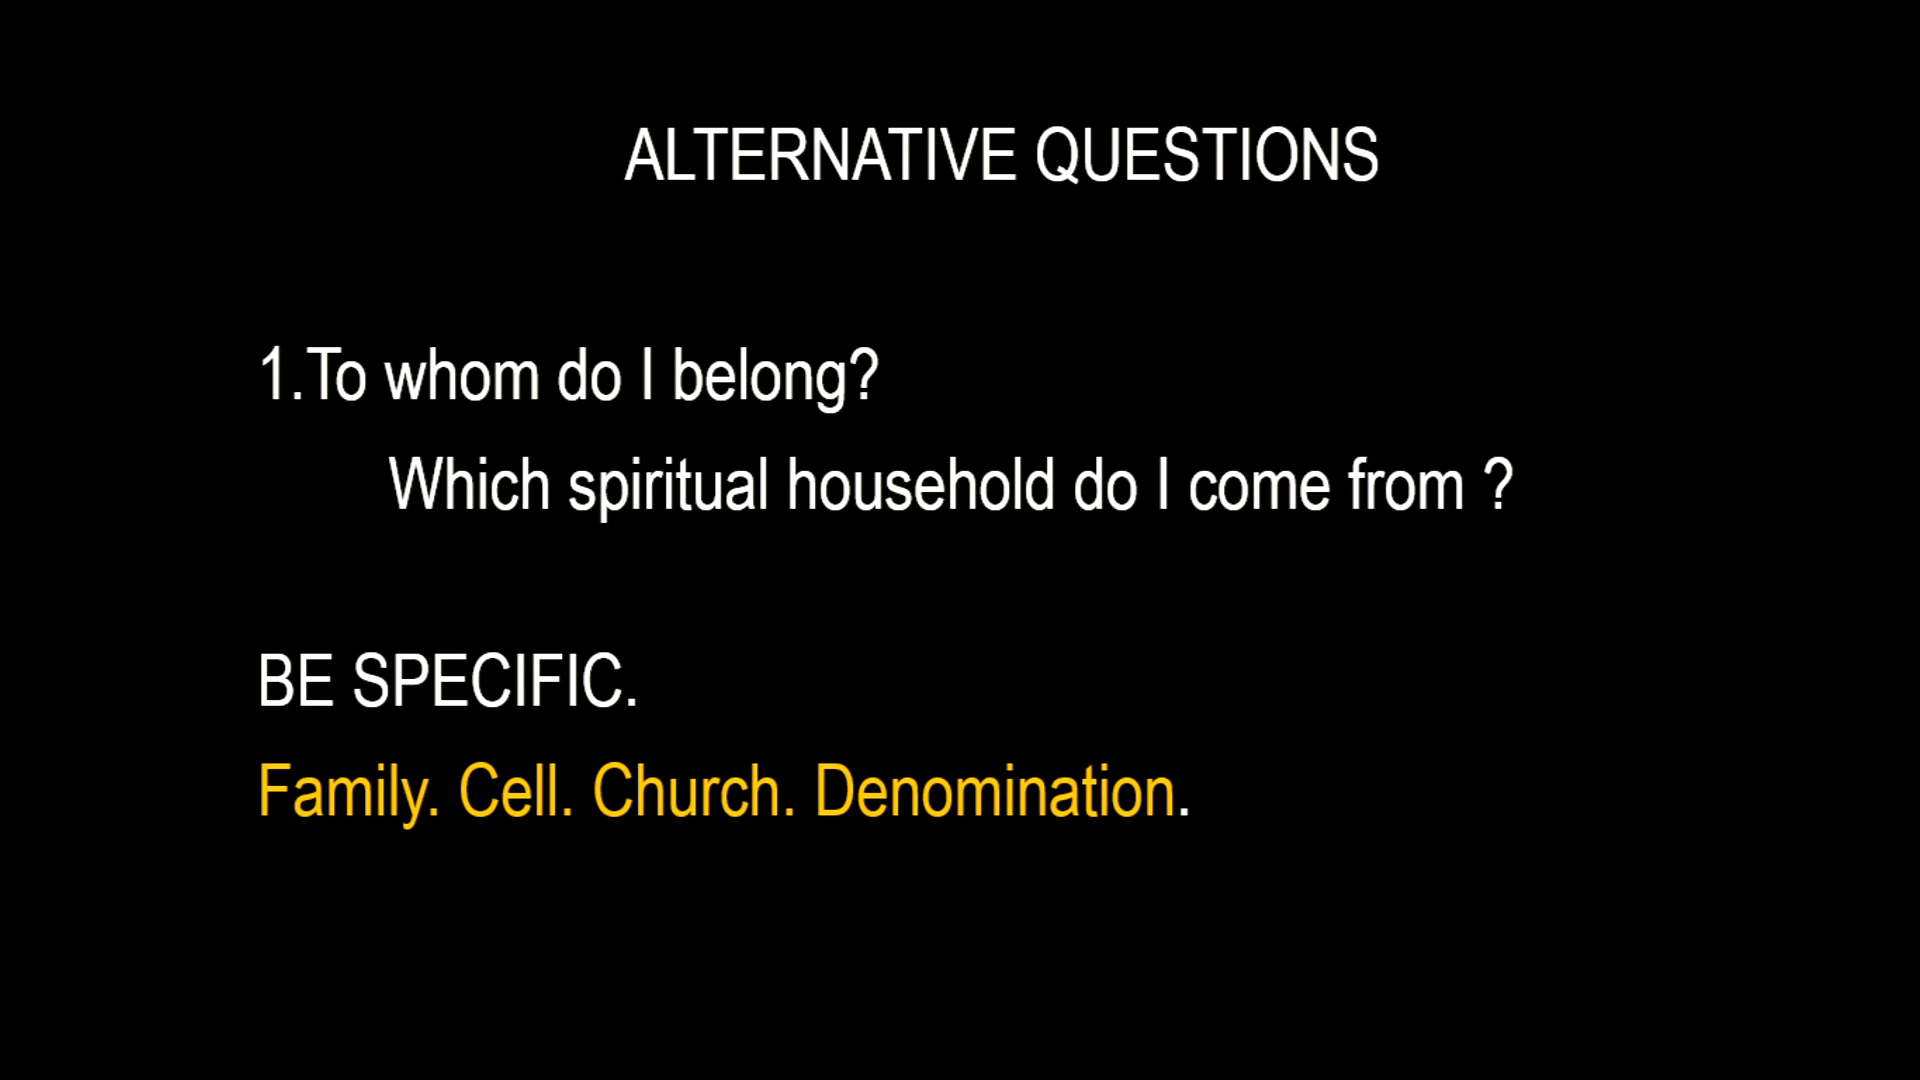 ALTERNATIVE QUESTIONS
1.To whom do I belong?
Which spiritual household do I come from ?
BE SPECIFIC.
Family. Cell. Church. Denomination.